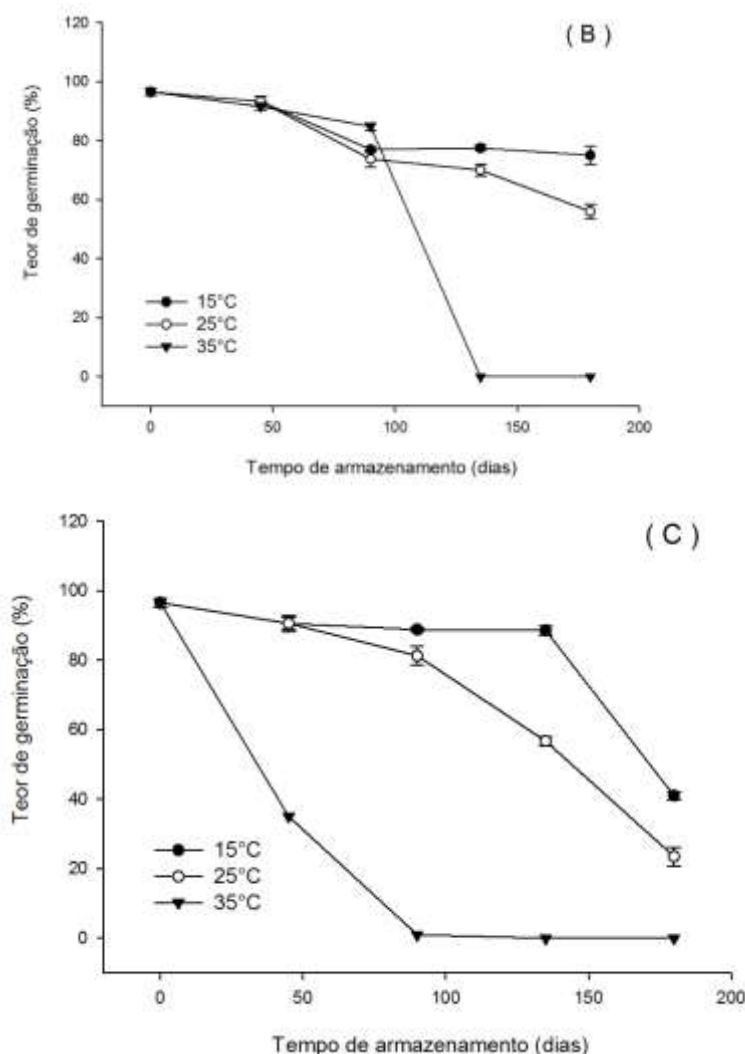 ( B )
120
100
80
60
40
20
0
Teor de germinação (%)
15°C
25°C
35°C
0 50 100 150 200
Tempo de armazenamento (dias)
( C )
120
100
80
60
40
20
0
Teor de germinação (%)
15°C
25°C
35°C
0 50 100 150 200
Tempo de armazenamento (dias)